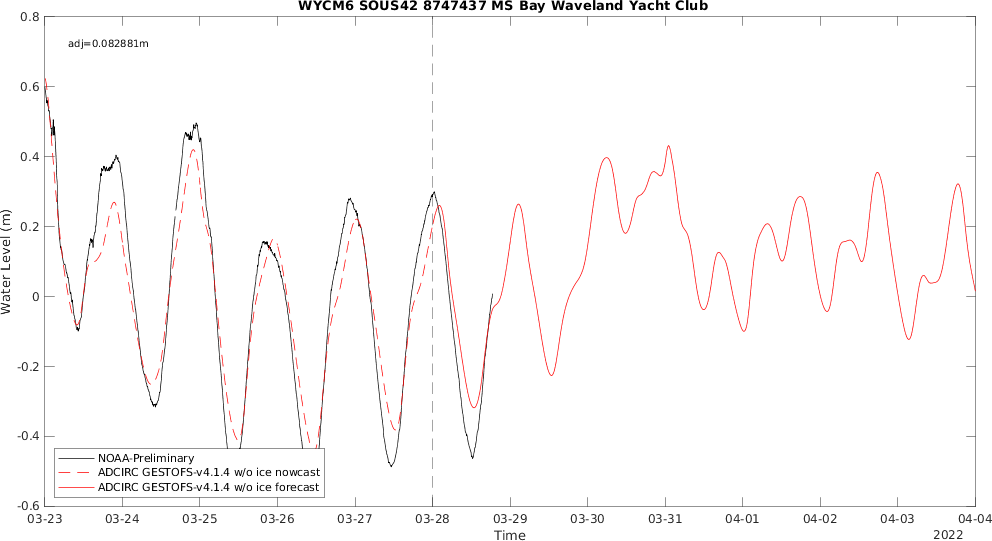 WYCM6 SOUS42 8747437 MS Bay Waveland Yacht Club
adj=0.082881m
0.8
0.6
0.4
0.2
0
-0.2
-0.4
-0.6
Water Level (m)
NOAA-Preliminary
ADCIRC GESTOFS-v4.1.4 w/o ice nowcast
ADCIRC GESTOFS-v4.1.4 w/o ice forecast
03-23 03-24 03-25 03-26 03-27 03-28 03-29 03-30 03-31 04-01 04-02 04-03 04-04
Time
2022